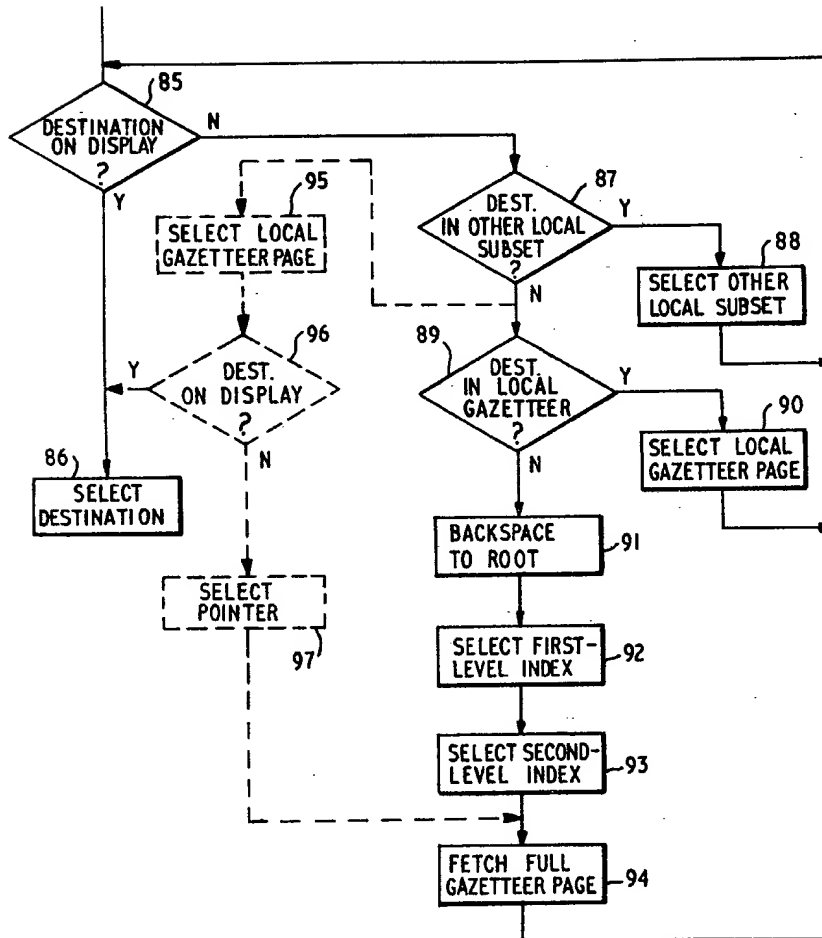 85
DESTINATION
ON DISPLAY
?
N
Y
95
SELECT LOCAL
GAZETTEER PAGE
87
DEST.
IN OTHER LOCAL
SUBSET
?
Y
N
88
SELECT OTHER
LOCAL SUBSET
96
DEST.
ON DISPLAY
?
Y
N
89
DEST.
IN LOCAL
GAZETTEER
?
Y
N
90
SELECT LOCAL
GAZETTEER PAGE
86
SELECT
DESTINATION
BACKSPACE
TO ROOT
91
SELECT
POINTER
97
SELECT FIRST-
LEVEL INDEX
92
SELECT SECOND-
LEVEL INDEX
93
FETCH FULL
GAZETTEER PAGE
94